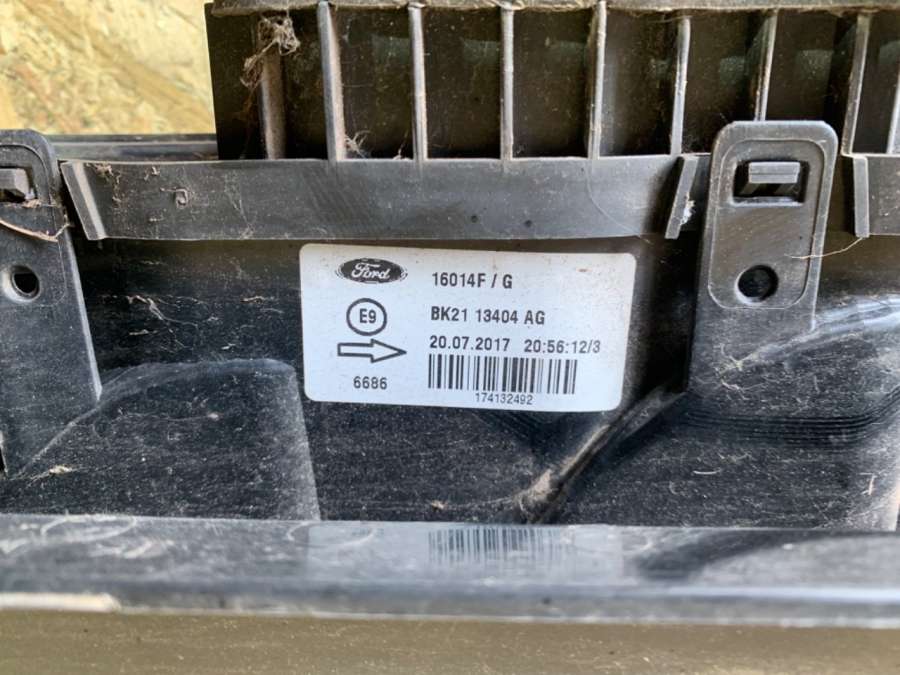 Ford
16014F / G
E9
BK21 13404 AG
20.07.2017 20:56:12/3
6686
174132492